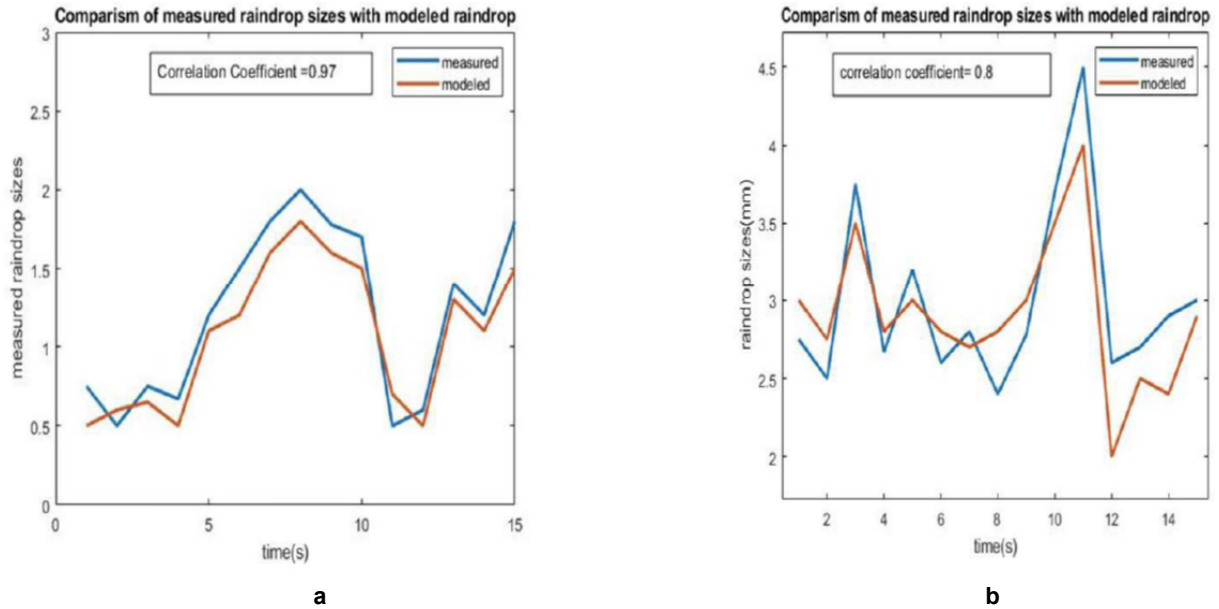 Comparism of measured raindrop sizes with modeled raindrop
3
Correlation Coefficient =0.97
measured
modeled
2.5
2
1.5
1
0.5
0
measured raindrop sizes
0
5
10
15
time(s)
a
Comparism of measured raindrop sizes with modeled raindrop
correlation coefficient= 0.8
measured
modeled
4.5
4
3.5
3
2.5
2
raindrop sizes(mm)
2
4
6
8
10
12
14
time(s)
b